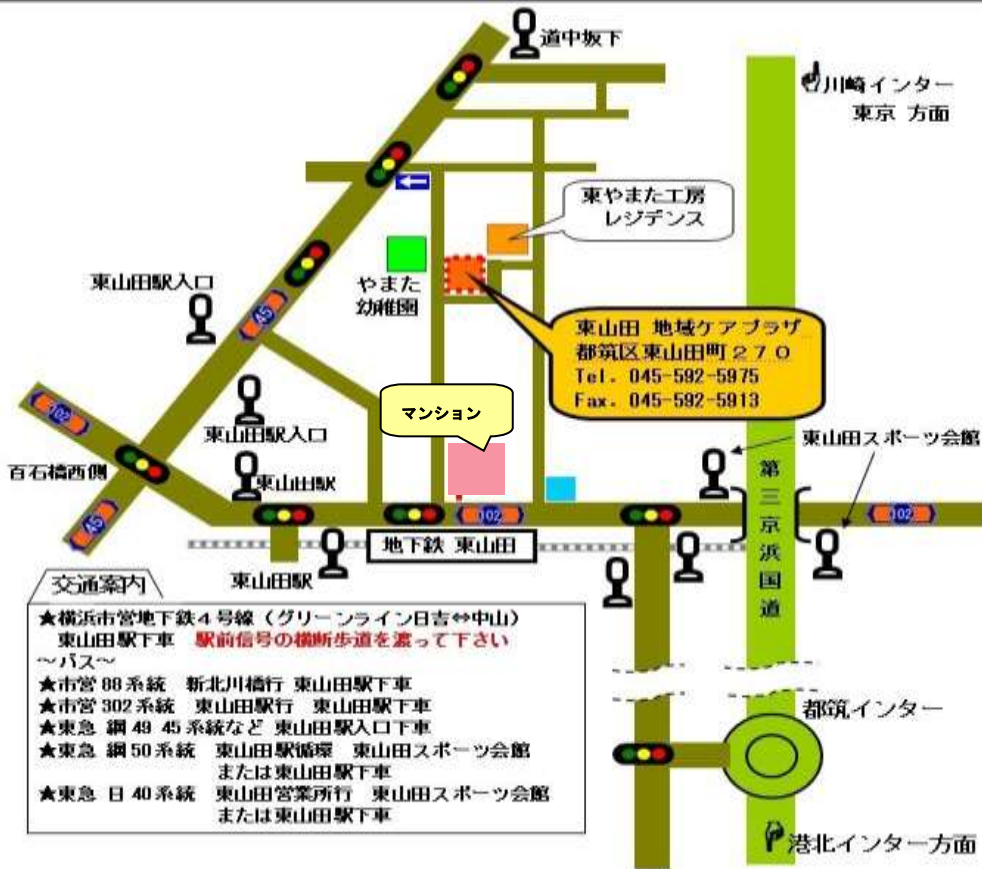 道中坂下
川崎インター
東京 方面
東やまた工房
レジデンス
東山田駅入口
45
やまた
幼稚園
東山田 地域ケアプラザ
都筑区東山田町270
Tel. 045-592-5975
Fax. 045-592-5913
マンション
102
東山田駅入口
東山田スポーツ会館
百石橋西側
東山田駅
第三京浜国道
102
102
45
地下鉄 東山田
東山田駅
交通案内
★横浜市営地下鉄4号線(グリーンライン日吉⇔中山)
東山田駅下車 駅前信号の横断歩道を渡って下さい
~バス~
★市営 88 系統 新北川橋行 東山田駅下車
★市営 302 系統 東山田駅行 東山田駅下車
★東急 綱 49 45 系統など 東山田駅入口下車
★東急 綱 50 系統 東山田駅循環 東山田スポーツ会館
または東山田駅下車
★東急 日 40 系統 東山田営業所行 東山田スポーツ会館
または東山田駅下車
都筑インター
港北インター方面